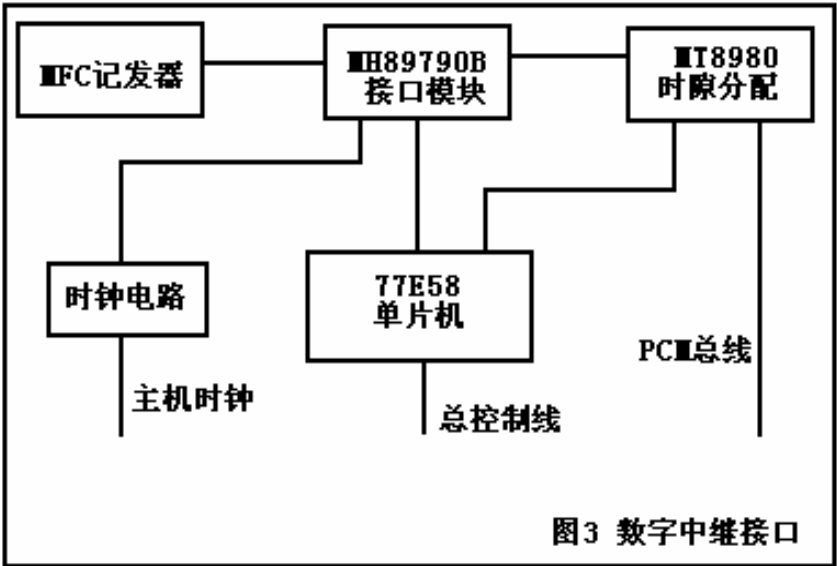 MFC记发器
MH89790B
接口模块
MT8980
时隙分配
时钟电路
77E58
单片机
PCM总线
主机时钟
总控制线
图3 数字中继接口